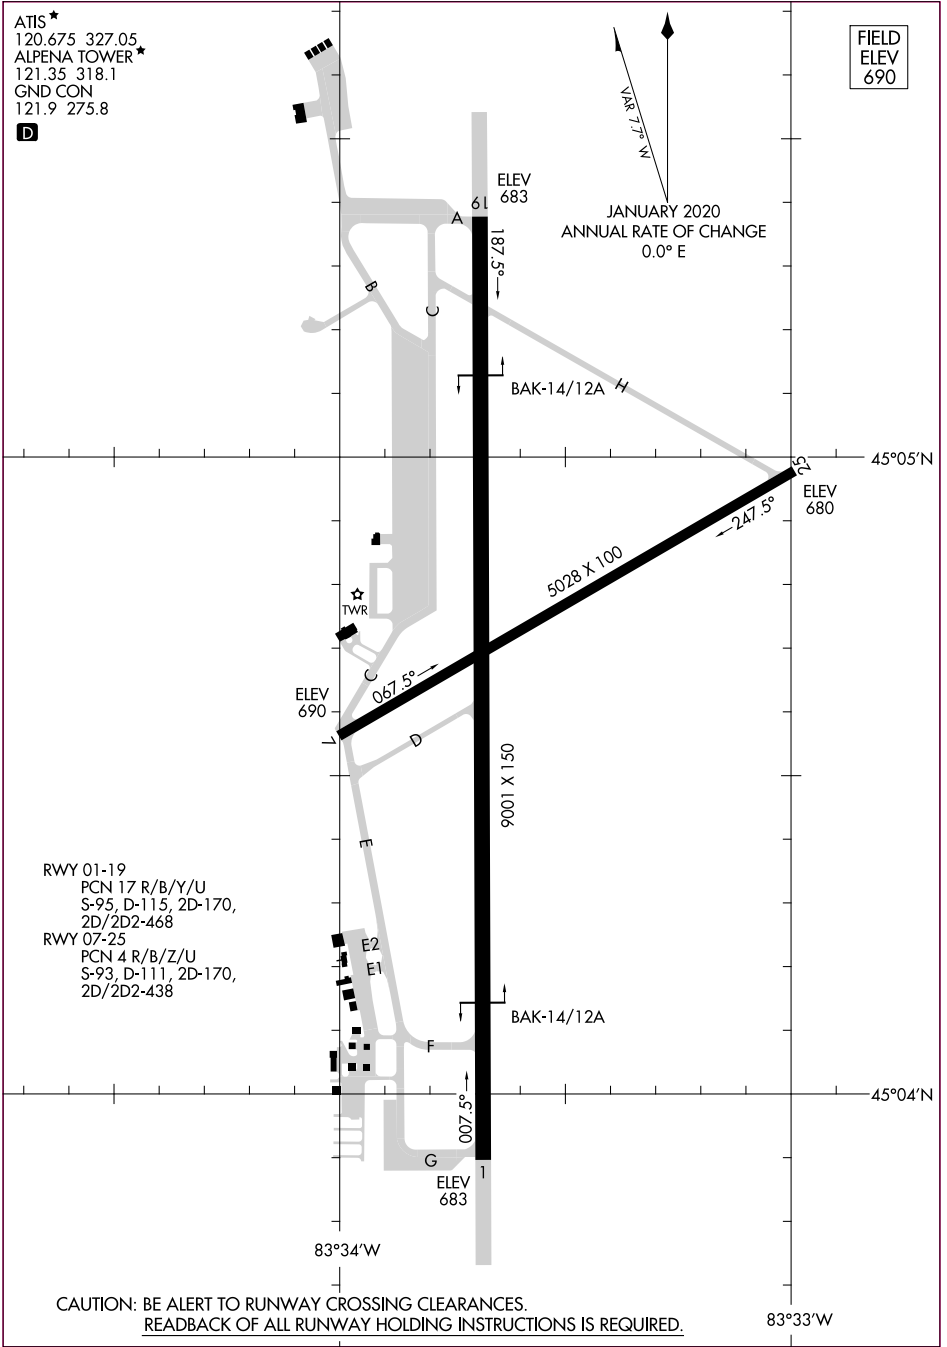 ATIS★
120.675 327.05
ALPENA TOWER★
121.35 318.1
GND CON
121.9 275.8
D
FIELD
ELEV
690
VAR 7.7° W
JANUARY 2020
ANNUAL RATE OF CHANGE
0.0° E
ELEV
683
19
A
187.5°
B
C
H
BAK-14/12A
45°05'N
25
ELEV
680
247.5°
5028 X 100
TWR
C
067.5°
ELEV
690
7
D
9001 X 150
E
RWY 01-19
PCN 17 R/B/Y/U
S-95, D-115, 2D-170,
2D/2D2-468
RWY 07-25
PCN 4 R/B/Z/U
S-93, D-111, 2D-170,
2D/2D2-438
E2
E1
BAK-14/12A
F
007.5°
45°04'N
G
1
ELEV
683
83°34'W
83°33'W
CAUTION: BE ALERT TO RUNWAY CROSSING CLEARANCES.
READBACK OF ALL RUNWAY HOLDING INSTRUCTIONS IS REQUIRED.